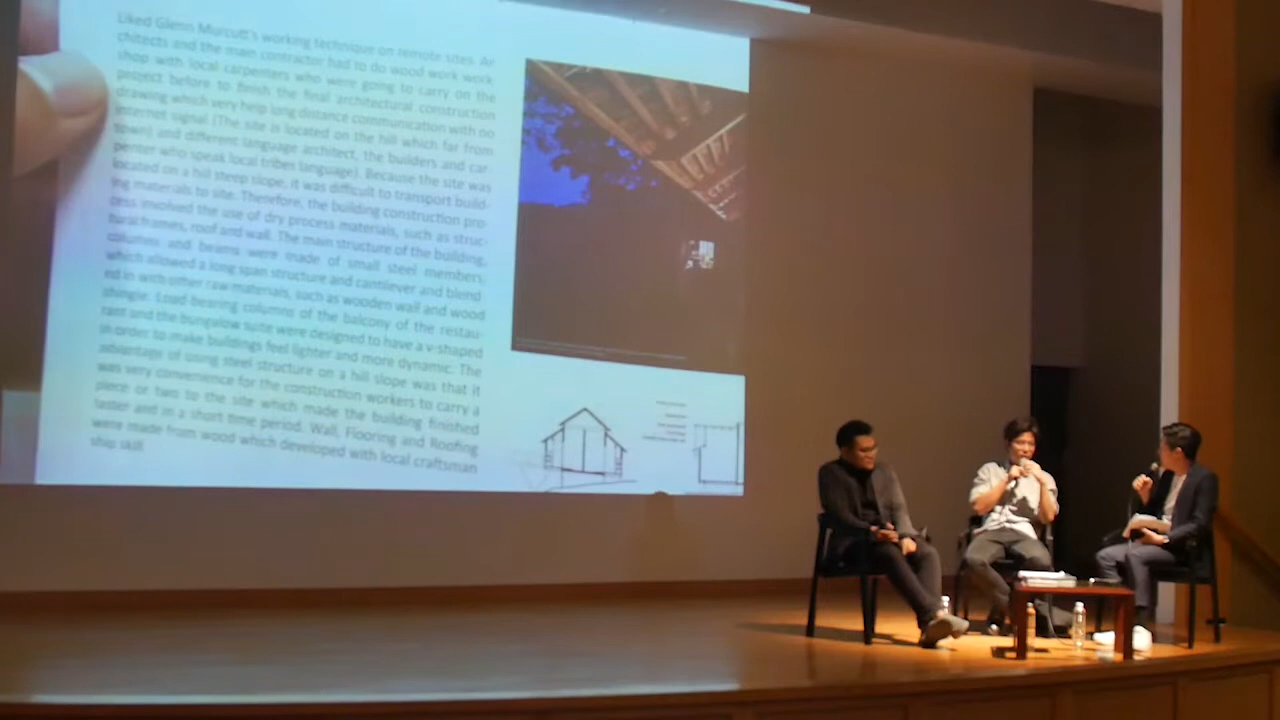 Liked Glenn Murcutt's working technique on remote sites. Ar
chitects and the main contractor had to do wood work work
shop with local carpenters who were going to carry on the
project before to finish the final architectural construction
drawing which very help long distance communication with no
internet signal (The site is located on the hill which far from
town) and different language architect, the builders and car-
penter who speak local tribes language). Because the site was
located on a hill steep slope, it was difficult to transport build-
ing materials to site. Therefore, the building construction pro-
cess involved the use of dry process materials, such as struc-
tural frames, roof and wall. The main structure of the building,
columns and beams were made of small steel members,
which allowed a long span structure and cantilever and blend
ed in with other raw materials, such as wooden wall and wood
shingle. Load-bearing columns of the balcony of the restau-
rant and the bungalow suite were designed to have a v-shaped
in order to make buildings feel lighter and more dynamic. The
advantage of using steel structure on a hill slope was that it
was very convenience for the construction workers to carry a
piece or two to the site which made the building finished
faster and in a short time period. Wall, Flooring and Roofing
were made from wood which developed with local craftsman
ship skill